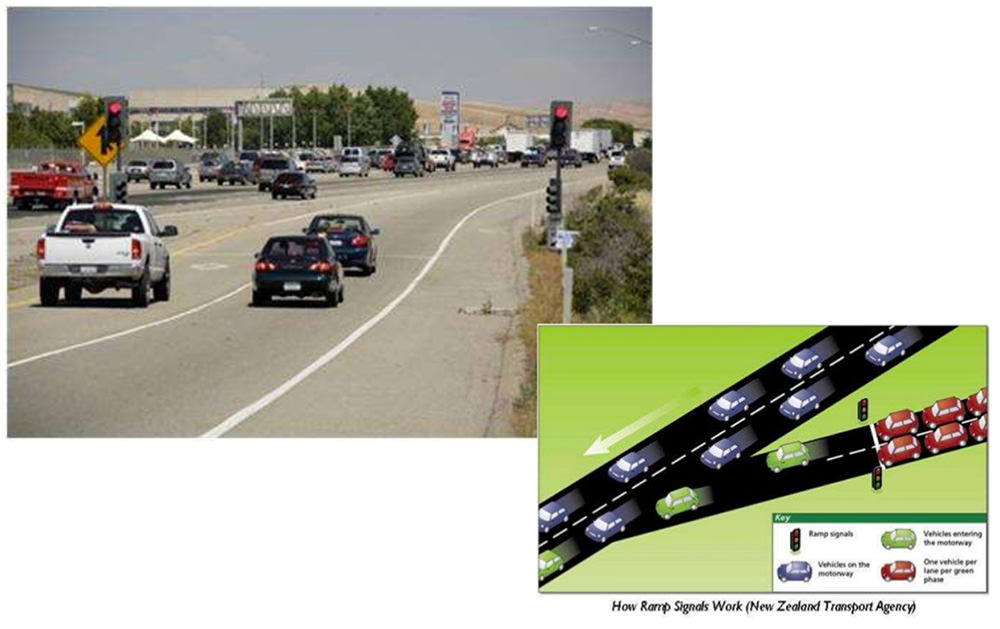 Key
Ramp signals
Vehicles entering
the motorway
Vehicles on the
motorway
One vehicle per
lane per green
phase
How Ramp Signals Work (New Zealand Transport Agency)